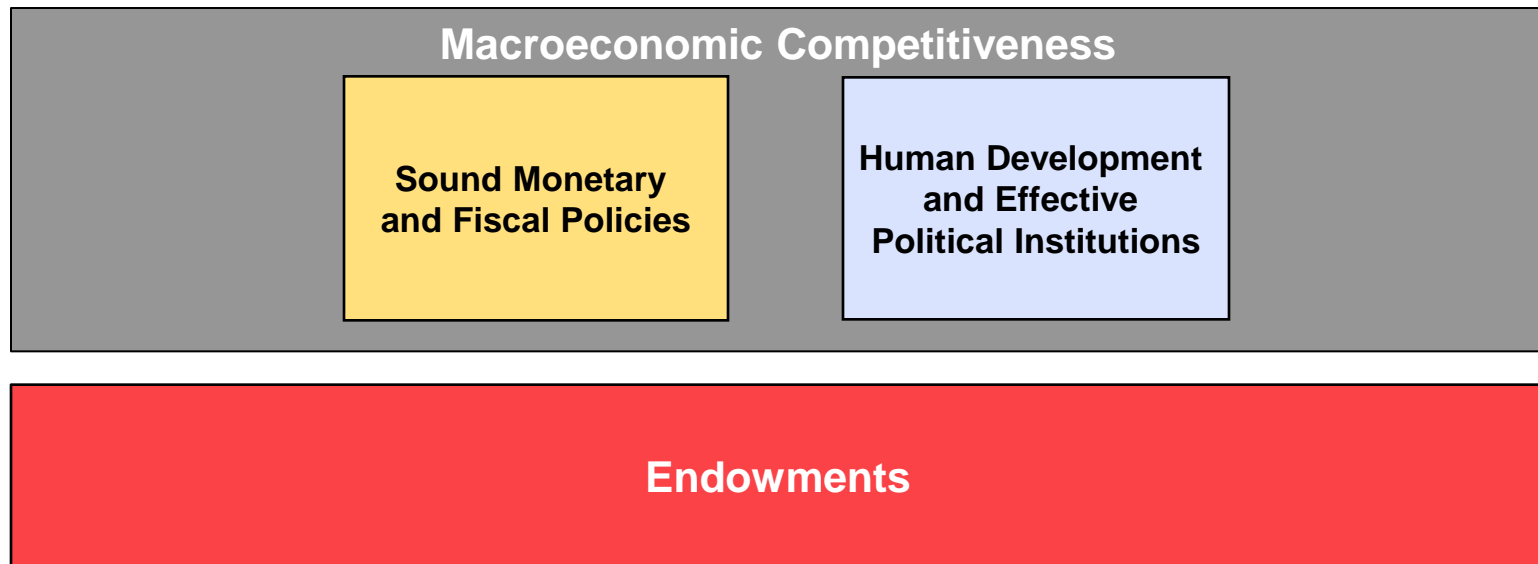 Macroeconomic Competitiveness
Sound Monetary
and Fiscal Policies
Human Development
and Effective
Political Institutions
Endowments